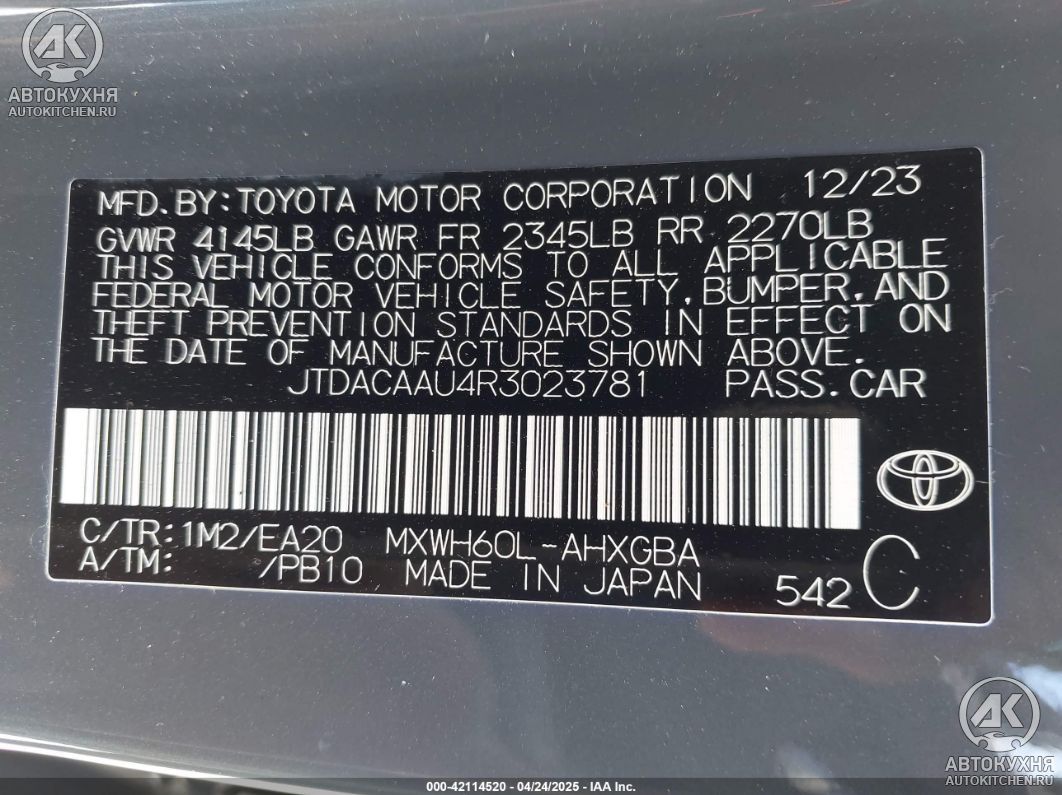 AK
АВТОКУХНЯ
AUTOKITCHEN.RU
MFD. BY: TOYOTA MOTOR CORPORATION 12/23
GVWR 4145LB GAWR FR 2345LB RR 2270LB
THIS VEHICLE CONFORMS TO ALL APPLICABLE
FEDERAL MOTOR VEHICLE SAFETY, BUMPER, AND
THEFT PREVENTION STANDARDS IN EFFECT ON
THE DATE OF MANUFACTURE SHOWN ABOVE.
JTDACAAU4R3023781 PASS. CAR
C/TR: 1M2/EA20 MXWH60L-AHXGBA
A/TM: /PB10 MADE IN JAPAN 542 C
AK
АВТОКУХНЯ
AUTOKITCHEN.RU
000-42114520 - 04/24/2025 - IAA Inc.